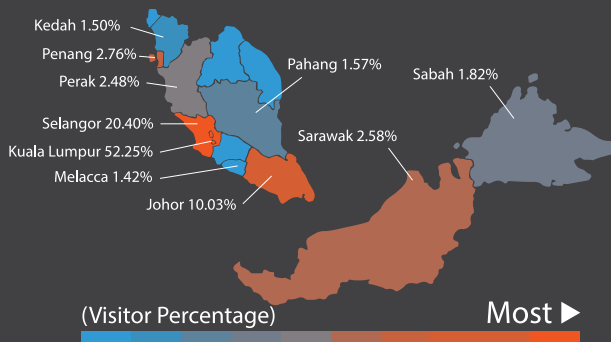 Kedah 1.50%
Penang 2.76%
Perak 2.48%
Selangor 20.40%
Kuala Lumpur 52.25%
Melacca 1.42%
Johor 10.03%
Pahang 1.57%
Sarawak 2.58%
Sabah 1.82%
(Visitor Percentage)
Most ▶